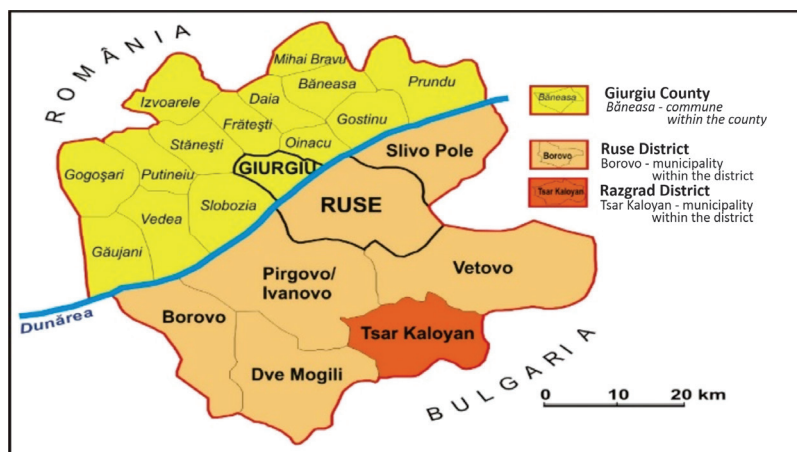 ROMÂNIA
Mihai Bravu
Prundu
Băneasa
Daia
Izvoarele
Gostinu
Frătești
Oinacu
Stănești
GIURGIU
Slivo Pole
Gogoșari
Putineiu
Slobozia
RUSE
Vedea
Găujani
Pirgovo/
Ivanovo
Vetovo
Dunărea
Borovo
Tsar Kaloyan
Dve Mogili
BULGARIA
Băneasa
Giurgiu County
Băneasa - commune
within the county
Borovo
Ruse District
Borovo - municipality
within the district
Tsar Kaloyan
Razgrad District
Tsar Kaloyan - municipality
within the district
0 10 20 km